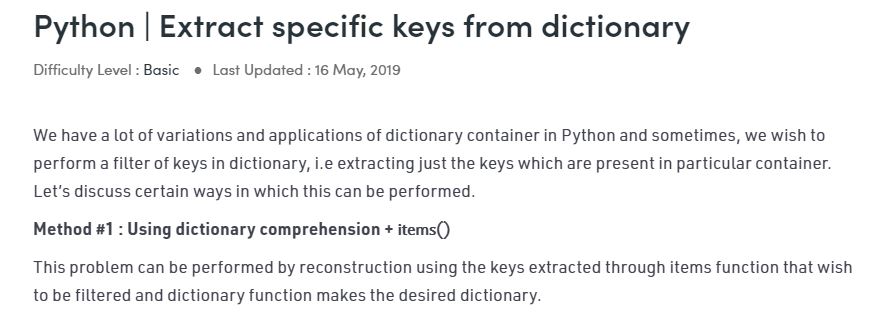 Python | Extract specific keys from dictionary
Difficulty Level : Basic ● Last Updated : 16 May, 2019
We have a lot of variations and applications of dictionary container in Python and sometimes, we wish to
perform a filter of keys in dictionary, i.e extracting just the keys which are present in particular container.
Let's discuss certain ways in which this can be performed.
Method #1 : Using dictionary comprehension + items()
This problem can be performed by reconstruction using the keys extracted through items function that wish
to be filtered and dictionary function makes the desired dictionary.